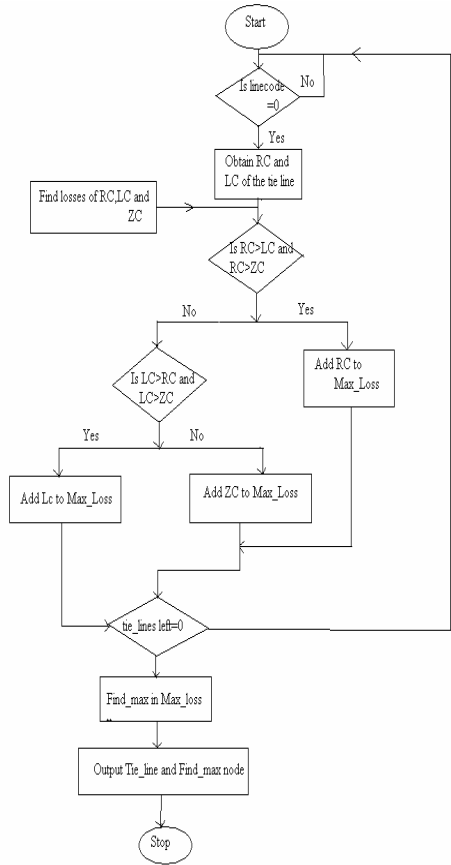 Start
Is linecode
=0
No
Yes
Obtain RC and
LC of the tie line
Find losses of RC,LC and
ZC
Is RC>LC and
RC>ZC
No
Yes
Is LC>RC and
LC>ZC
Add RC to
Max_Loss
Yes
No
Add Lc to Max_Loss
Add ZC to Max_Loss
tie_lines left=0
Find_max in Max_loss
Output Tie_line and Find_max node
Stop